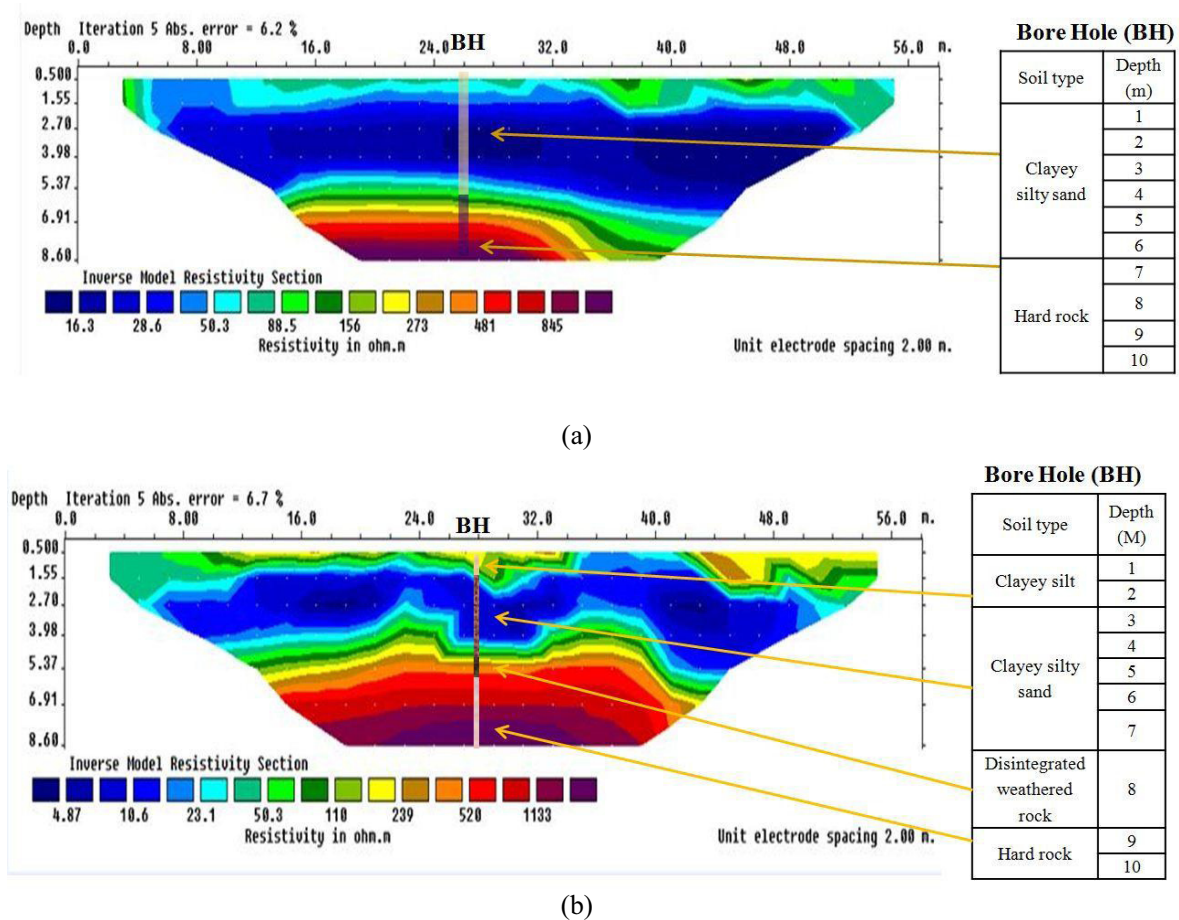 Depth Iteration 5 Abs. error = 6.2 %
0.0 8.00 16.0 24.0 BH 32.0 40.0 48.0 56.0 m.
0.500
1.55
2.70
3.98
5.37
6.91
8.60
Inverse Model Resistivity Section
16.3 28.6 50.3 88.5 156 273 481 845
Resistivity in ohm.m
Unit electrode spacing 2.00 m.
Bore Hole (BH)
Soil type
Depth
(m)
Clayey
silty sand
1
2
3
4
5
6
Hard rock
7
8
9
10
(a)
Depth Iteration 5 Abs. error = 6.7 %
0.0 8.00 16.0 24.0 BH 32.0 40.0 48.0 56.0 m.
0.500
1.55
2.70
3.98
5.37
6.91
8.60
Inverse Model Resistivity Section
4.87 10.6 23.1 50.3 110 239 520 1133
Resistivity in ohm.m
Unit electrode spacing 2.00 m.
Bore Hole (BH)
Soil type
Depth
(M)
Clayey silt
1
2
Clayey silty
sand
3
4
5
6
7
Disintegrated
weathered
rock
8
Hard rock
9
10
(b)